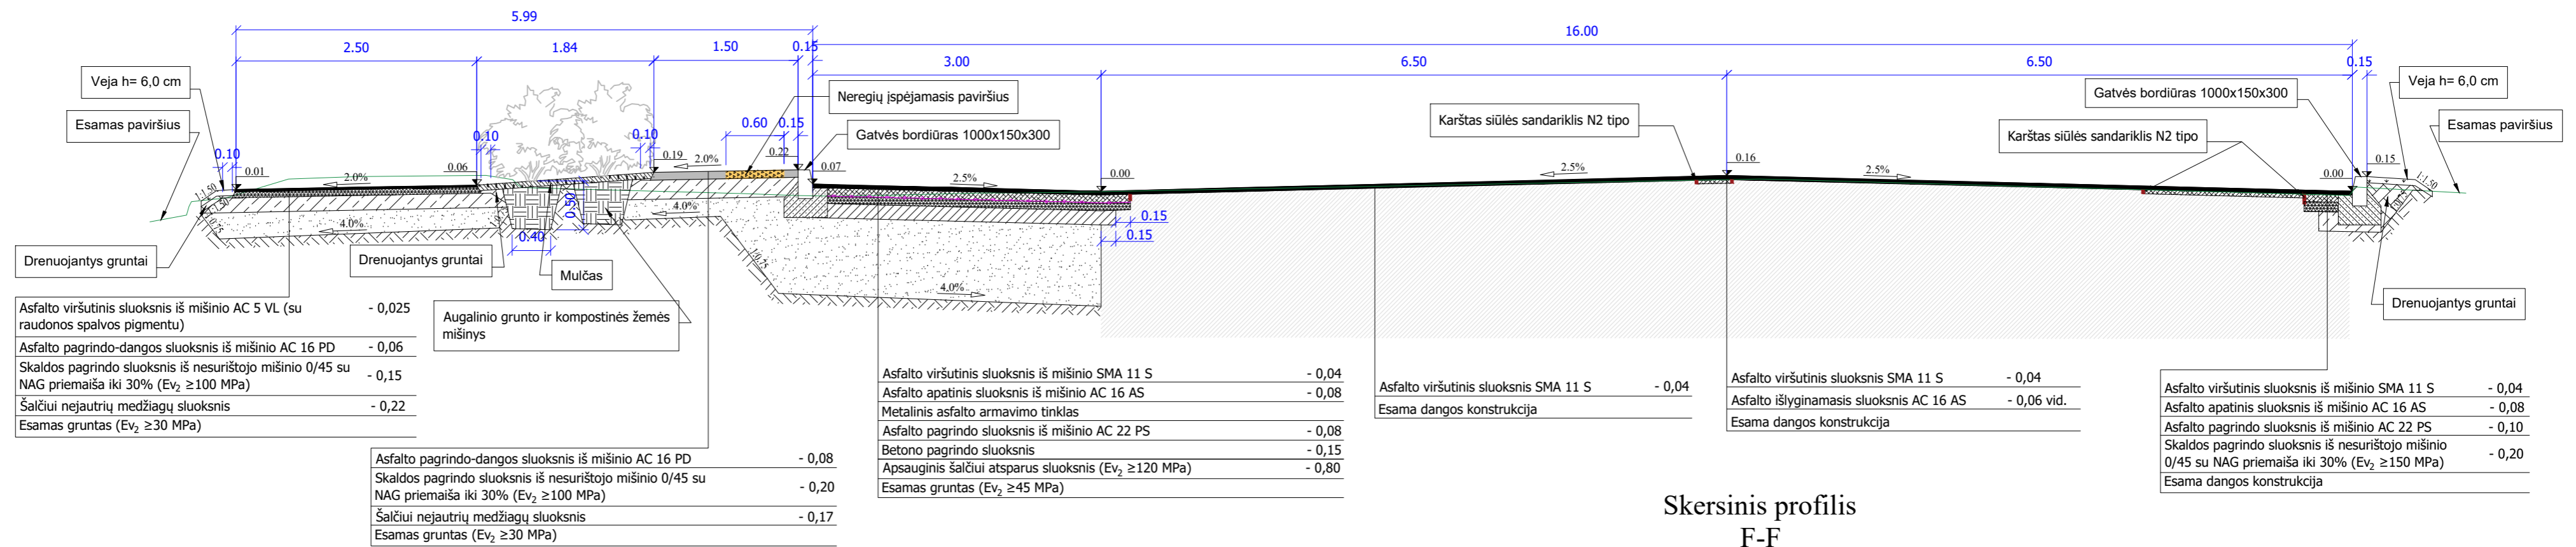 5.99
16.00
2.50
1.84
1.50
0.15
3.00
6.50
6.50
0.15
Veja h= 6,0 cm
Neregių įspėjamasis paviršius
Gatvės bordiūras 1000x150x300
Veja h= 6,0 cm
Esamas paviršius
0.10
0.10
0.10
0.60
0.15
Gatvės bordiūras 1000x150x300
Karštas siūlės sandariklis N2 tipo
Karštas siūlės sandariklis N2 tipo
Esamas paviršius
0.01
2.0%
0.06
0.19
2.0%
0.22
0.07
2.5%
0.00
2.5%
0.16
2.5%
0.00
0.15
1:1.50
1:1.50
4.0%
0.50
4.0%
0.40
0.15
0.15
4.0%
Drenuojantys gruntai
Drenuojantys gruntai
Mulčas
Drenuojantys gruntai
Augalinio grunto ir kompostinės žemės
mišinys
Asfalto viršutinis sluoksnis iš mišinio AC 5 VL (su - 0,025
raudonos spalvos pigmentu)
Asfalto pagrindo-dangos sluoksnis iš mišinio AC 16 PD - 0,06
Skaldos pagrindo sluoksnis iš nesurištojo mišinio 0/45 su
NAG priemaiša iki 30% (Ev₂ ≥100 MPa) - 0,15
Šalčiui nejautrių medžiagų sluoksnis - 0,22
Esamas gruntas (Ev₂ ≥30 MPa)
Asfalto pagrindo-dangos sluoksnis iš mišinio AC 16 PD - 0,08
Skaldos pagrindo sluoksnis iš nesurištojo mišinio 0/45 su
NAG priemaiša iki 30% (Ev₂ ≥100 MPa) - 0,20
Šalčiui nejautrių medžiagų sluoksnis - 0,17
Esamas gruntas (Ev₂ ≥30 MPa)
Asfalto viršutinis sluoksnis iš mišinio SMA 11 S - 0,04
Asfalto apatinis sluoksnis iš mišinio AC 16 AS - 0,08
Metalinis asfalto armavimo tinklas
Asfalto pagrindo sluoksnis iš mišinio AC 22 PS - 0,08
Betono pagrindo sluoksnis - 0,15
Apsauginis šalčiui atsparus sluoksnis (Ev₂ ≥120 MPa) - 0,80
Esamas gruntas (Ev₂ ≥45 MPa)
Asfalto viršutinis sluoksnis SMA 11 S - 0,04
Esama dangos konstrukcija
Asfalto viršutinis sluoksnis SMA 11 S - 0,04
Asfalto išlyginamasis sluoksnis AC 16 AS - 0,06 vid.
Esama dangos konstrukcija
Asfalto viršutinis sluoksnis iš mišinio SMA 11 S - 0,04
Asfalto apatinis sluoksnis iš mišinio AC 16 AS - 0,08
Asfalto pagrindo sluoksnis iš mišinio AC 22 PS - 0,10
Skaldos pagrindo sluoksnis iš nesurištojo mišinio
0/45 su NAG priemaiša iki 30% (Ev₂ ≥150 MPa) - 0,20
Esama dangos konstrukcija
Skersinis profilis
F-F